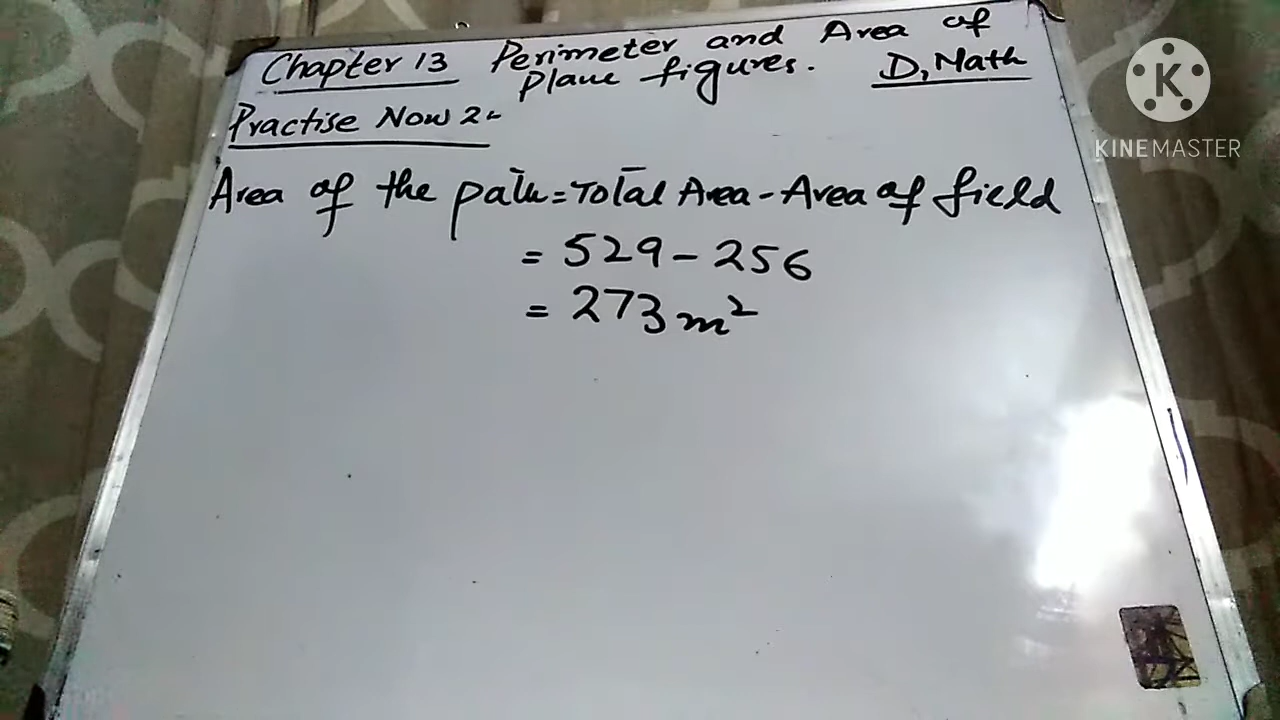 Chapter 13 Perimeter and Area of
Plane figures. D, Math
Practise Now 2:-
Area of the path = Total Area - Area of field
= 529 - 256
= 273 m²
K
KINEMASTER